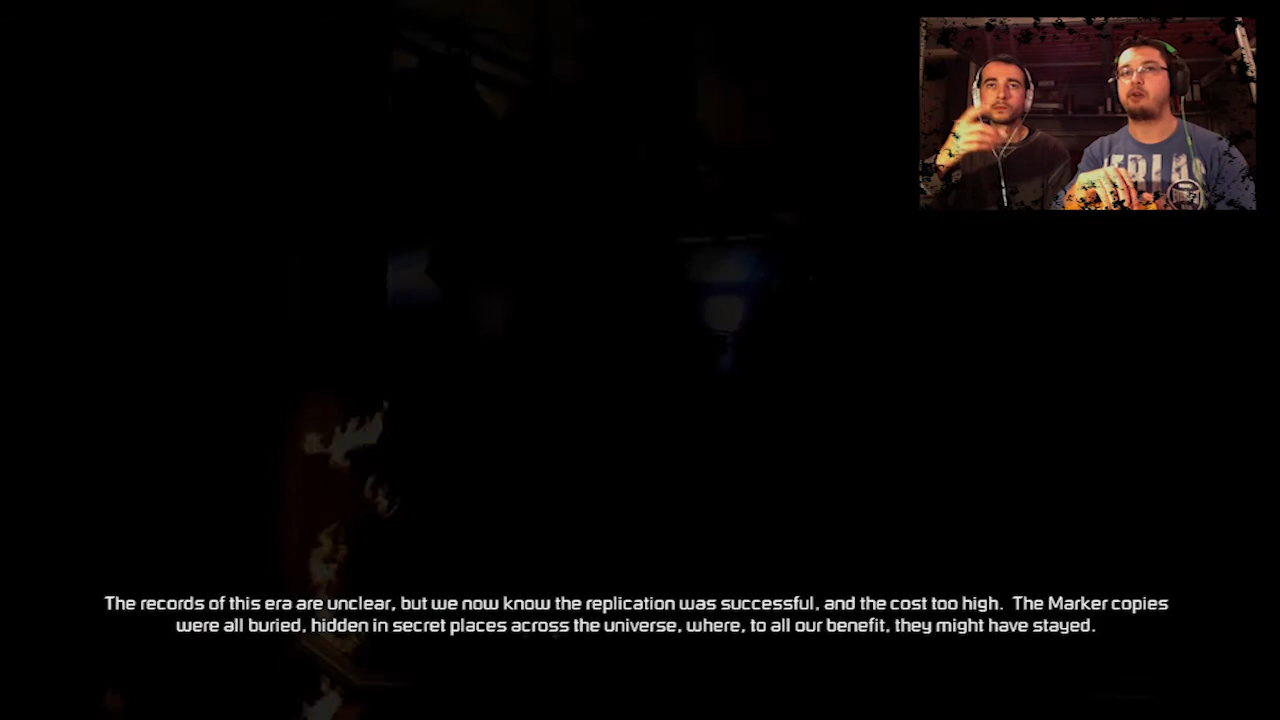 The records of this era are unclear, but we now know the replication was successful, and the cost too high. The Marker copies
were all buried, hidden in secret places across the universe, where, to all our benefit, they might have stayed.